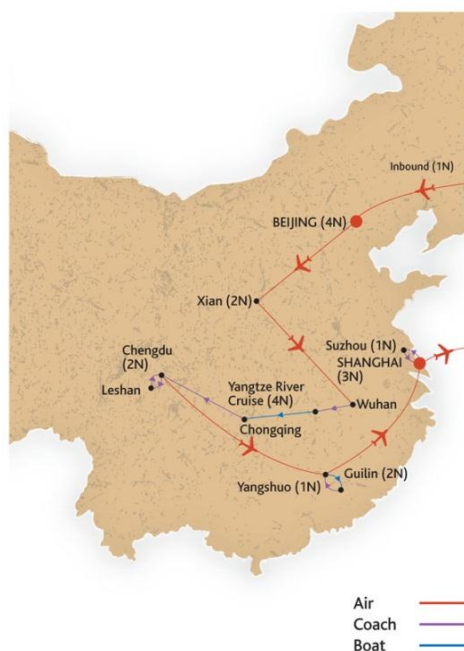 Inbound (1N)
BEIJING (4N)
Xian (2N)
Suzhou (1N)
SHANGHAI
(3N)
Chengdu
(2N)
Leshan
Yangtze River
Cruise (4N)
Wuhan
Chongqing
Guilin (2N)
Yangshuo (1N)
Air
Coach
Boat